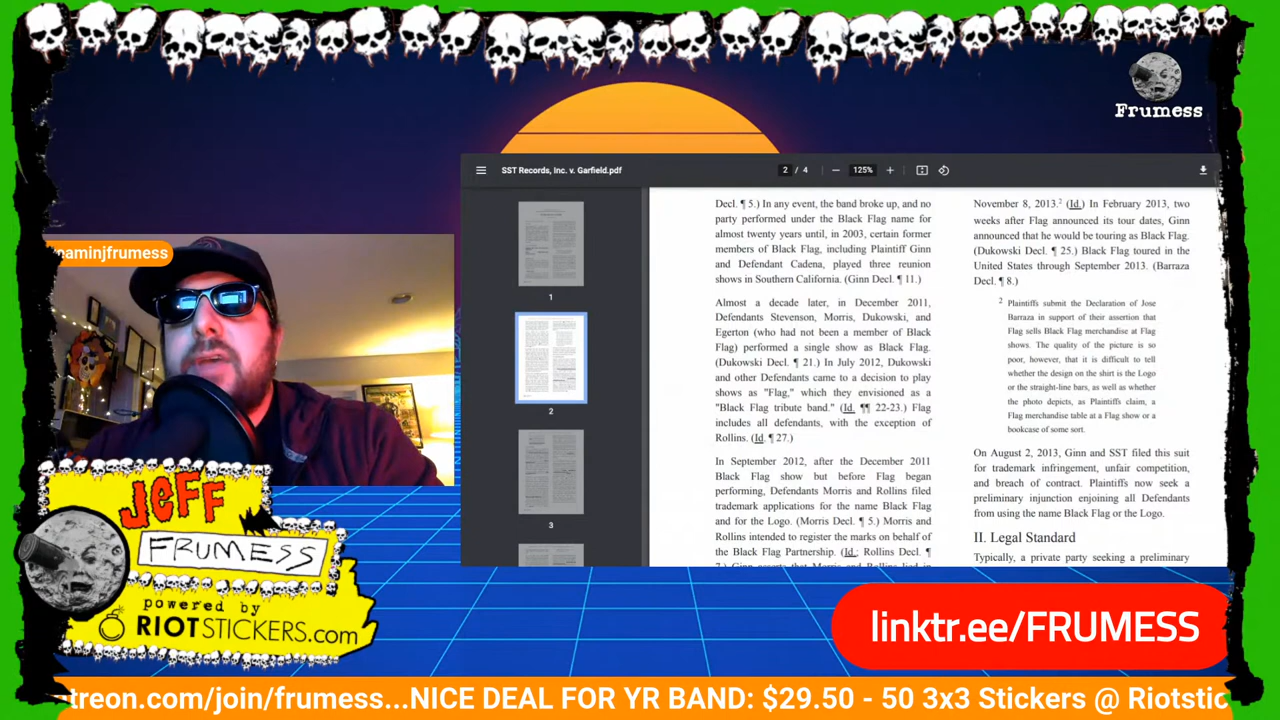 Frumess
SST Records, Inc. v. Garfield.pdf
2 / 4
125%
eaminjfrumess
1
2
3
Decl. ¶ 5.) In any event, the band broke up, and no
party performed under the Black Flag name for
almost twenty years until, in 2003, certain former
members of Black Flag, including Plaintiff Ginn
and Defendant Cadena, played three reunion
shows in Southern California. (Ginn Decl. ¶ 11.)
Almost a decade later, in December 2011,
Defendants Stevenson, Morris, Dukowski, and
Egerton (who had not been a member of Black
Flag) performed a single show as Black Flag.
(Dukowski Decl. ¶ 21.) In July 2012, Dukowski
and other Defendants came to a decision to play
shows as "Flag," which they envisioned as a
"Black Flag tribute band." (Id. ¶¶ 22-23.) Flag
includes all defendants, with the exception of
Rollins. (Id. ¶ 27.)
In September 2012, after the December 2011
Black Flag show but before Flag began
performing, Defendants Morris and Rollins filed
trademark applications for the name Black Flag
and for the Logo. (Morris Decl. ¶ 5.) Morris and
Rollins intended to register the marks on behalf of
the Black Flag Partnership. (Id.; Rollins Decl. ¶
7.) Ginn asserts that Morris and Rollins lied in
November 8, 2013.² (Id.) In February 2013, two
weeks after Flag announced its tour dates, Ginn
announced that he would be touring as Black Flag.
(Dukowski Decl. ¶ 25.) Black Flag toured in the
United States through September 2013. (Barraza
Decl. ¶ 8.)
2 Plaintiffs submit the Declaration of Jose
Barraza in support of their assertion that
Flag sells Black Flag merchandise at Flag
shows. The quality of the picture is so
poor, however, that it is difficult to tell
whether the design on the shirt is the Logo
or the straight-line bars, as well as whether
the photo depicts, as Plaintiffs claim, a
Flag merchandise table at a Flag show or a
bookcase of some sort.
On August 2, 2013, Ginn and SST filed this suit
for trademark infringement, unfair competition,
and breach of contract. Plaintiffs now seek a
preliminary injunction enjoining all Defendants
from using the name Black Flag or the Logo.
II. Legal Standard
Typically, a private party seeking a preliminary
JEFF
FRUMESS
powered by
RIOTSTICKERS.com
linktr.ee/FRUMESS
treon.com/join/frumess...NICE DEAL FOR YR BAND: $29.50 - 50 3x3 Stickers @ Riotstic